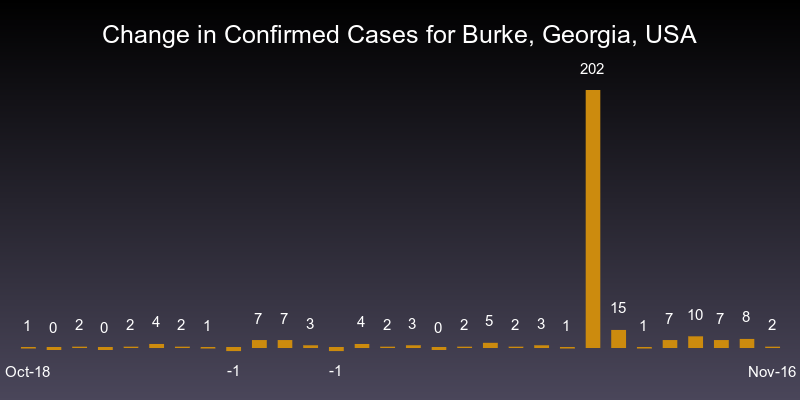 Change in Confirmed Cases for Burke, Georgia, USA
202
1 0 2 0 2 4 2 1 -1 7 7 3 -1 4 2 3 0 2 5 2 3 1 15 1 7 10 7 8 2
Oct-18 Nov-16